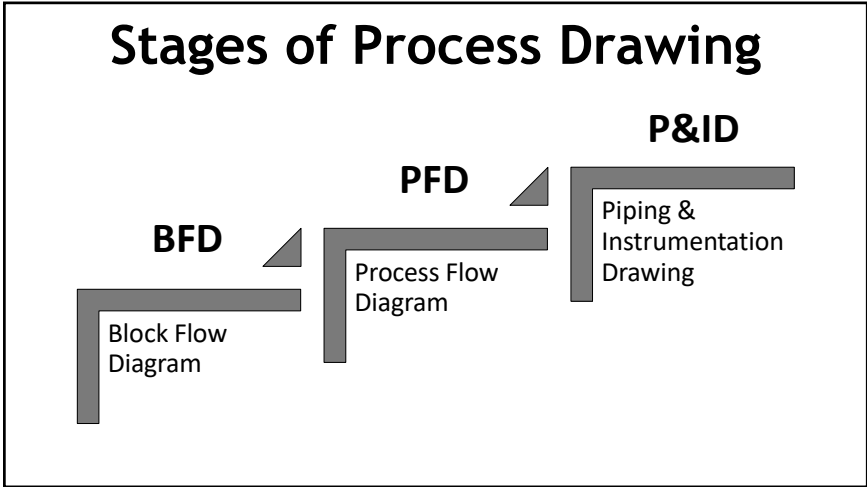 Stages of Process Drawing
BFD
Block Flow
Diagram
PFD
Process Flow
Diagram
P&ID
Piping &
Instrumentation
Drawing